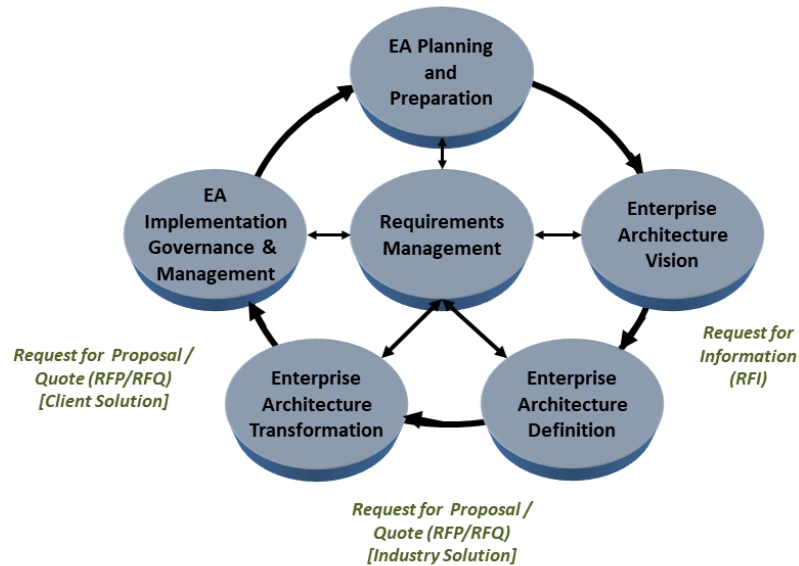 EA Planning
and
Preparation
EA
Implementation
Governance &
Management
Requirements
Management
Enterprise
Architecture
Vision
Request for
Information
(RFI)
Request for Proposal /
Quote (RFP/RFQ)
[Client Solution]
Enterprise
Architecture
Transformation
Enterprise
Architecture
Definition
Request for Proposal /
Quote (RFP/RFQ)
[Industry Solution]